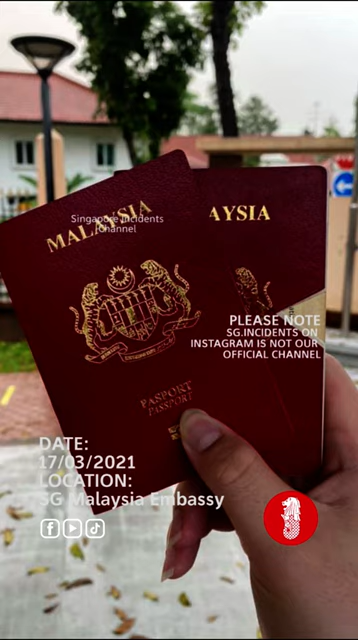 MALAYSIA
AYSIA
Singapore Incidents
Channel
PLEASE NOTE
SG.INCIDENTS ON
INSTAGRAM IS NOT OUR
OFFICIAL CHANNEL
PASPORT
PASSPORT
DATE:
17/03/2021
LOCATION:
SG Malaysia Embassy